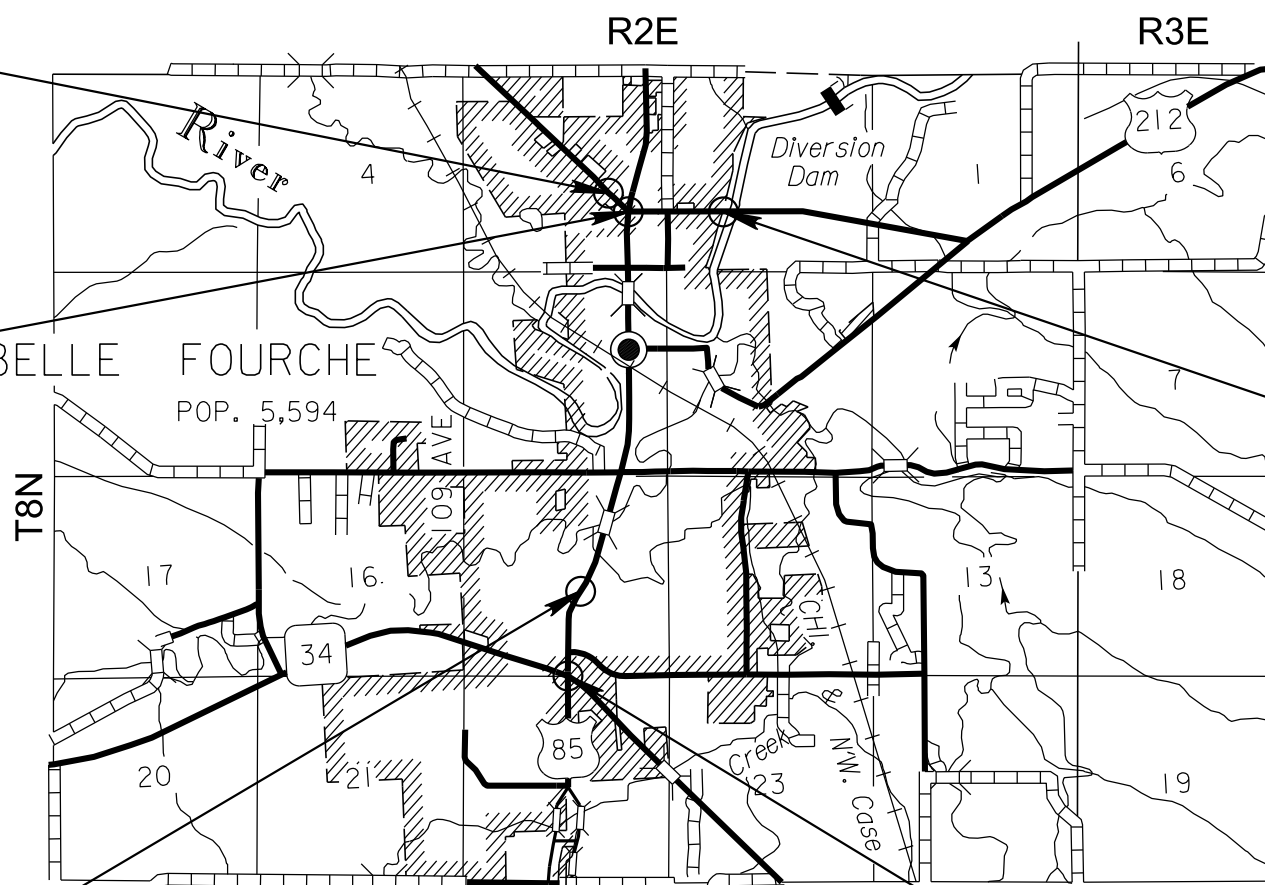 R2E
R3E
212
River
Diversion
Dam
4
1
6
BELLE FOURCHE
POP. 5,594
7
109 AVE
T8N
17
16
13
18
CHI.
34
&
85
Creek
NW.
20
21
23
19
Case